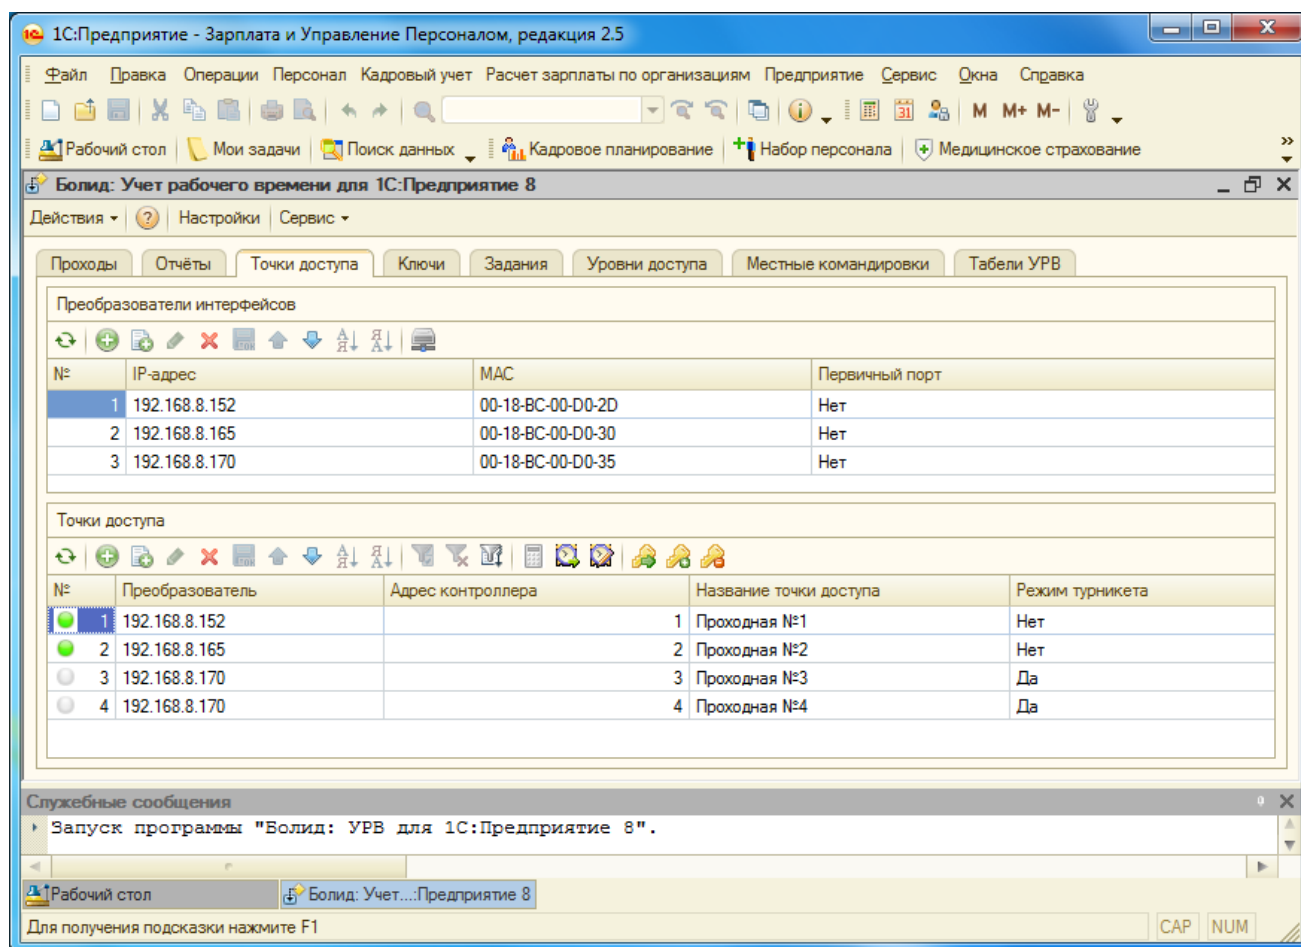 1С:Предприятие - Зарплата и Управление Персоналом, редакция 2.5
Файл Правка Операции Персонал Кадровый учет Расчет зарплаты по организациям Предприятие Сервис Окна Справка
31 M M+ M-
Рабочий стол Мои задачи Поиск данных Кадровое планирование Набор персонала Медицинское страхование
Болид: Учет рабочего времени для 1С:Предприятие 8
Действия Настройки Сервис
Проходы Отчёты Точки доступа Ключи Задания Уровни доступа Местные командировки Табели УРВ
Преобразователи интерфейсов
№ IP-адрес MAC Первичный порт
1 192.168.8.152 00-18-BC-00-D0-2D Нет
2 192.168.8.165 00-18-BC-00-D0-30 Нет
3 192.168.8.170 00-18-BC-00-D0-35 Нет
Точки доступа
№ Преобразователь Адрес контроллера Название точки доступа Режим турникета
1 192.168.8.152 1 Проходная №1 Нет
2 192.168.8.165 2 Проходная №2 Нет
3 192.168.8.170 3 Проходная №3 Да
4 192.168.8.170 4 Проходная №4 Да
Служебные сообщения
Запуск программы "Болид: УРВ для 1С:Предприятие 8".
Рабочий стол Болид: Учет...:Предприятие 8
Для получения подсказки нажмите F1 CAP NUM